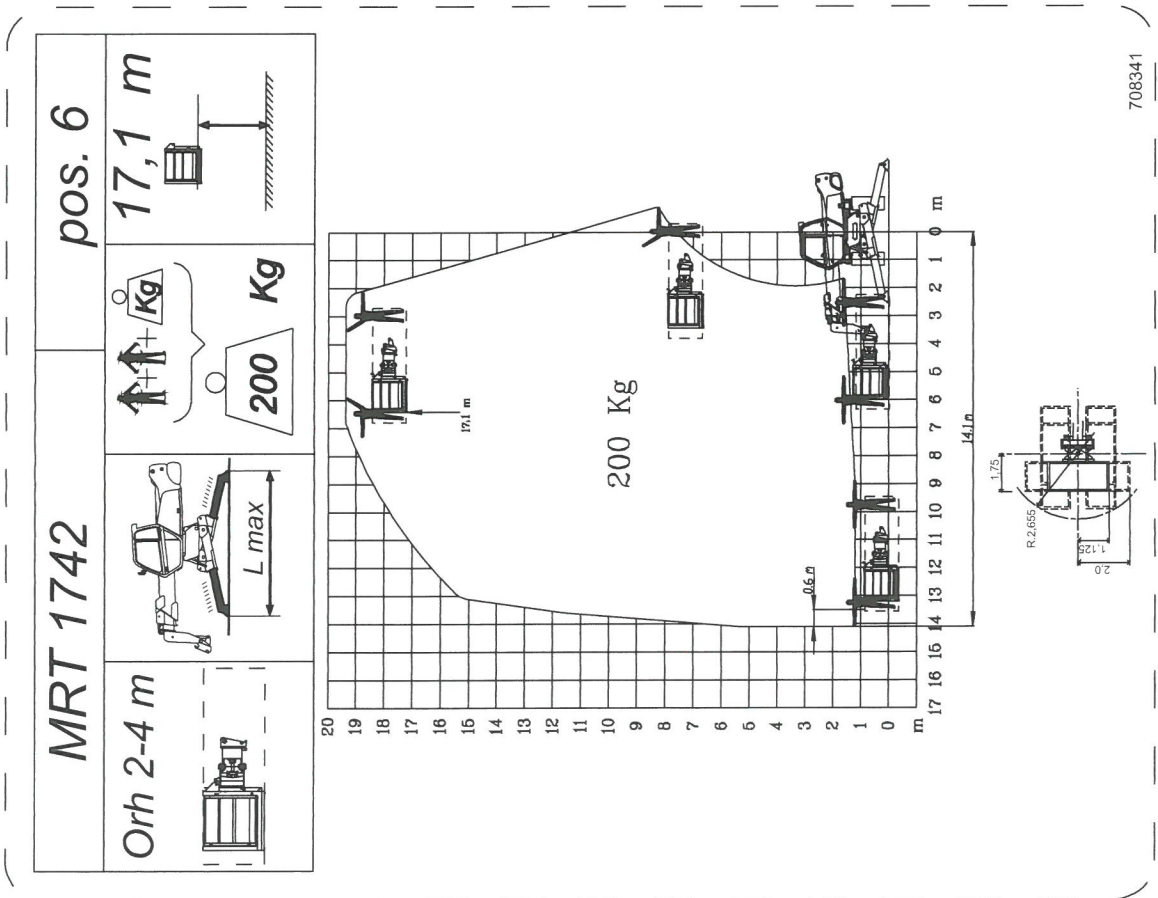 MRT 1742
pos. 6
Orh 2-4 m
L max
Kg
200 Kg
17,1 m
20
19
18
17
16
15
14
13
12
11
10
9
8
7
6
5
4
3
2
1
0
m
17 16 15 14 13 12 11 10 9 8 7 6 5 4 3 2 1 0 m
17.1 m
200 Kg
0.6 m
14.1 m
1,75
R.2,655
1,125
2,0
708341